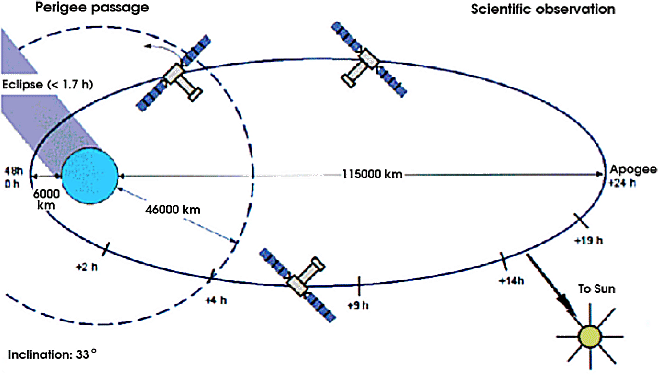 Perigee passage
Scientific observation
Eclipse (< 1.7 h)
48h
0 h
6000
km
115000 km
Apogee
+24 h
46000 km
+19 h
+2 h
+4 h
+9 h
+14h
To Sun
Inclination: 33°